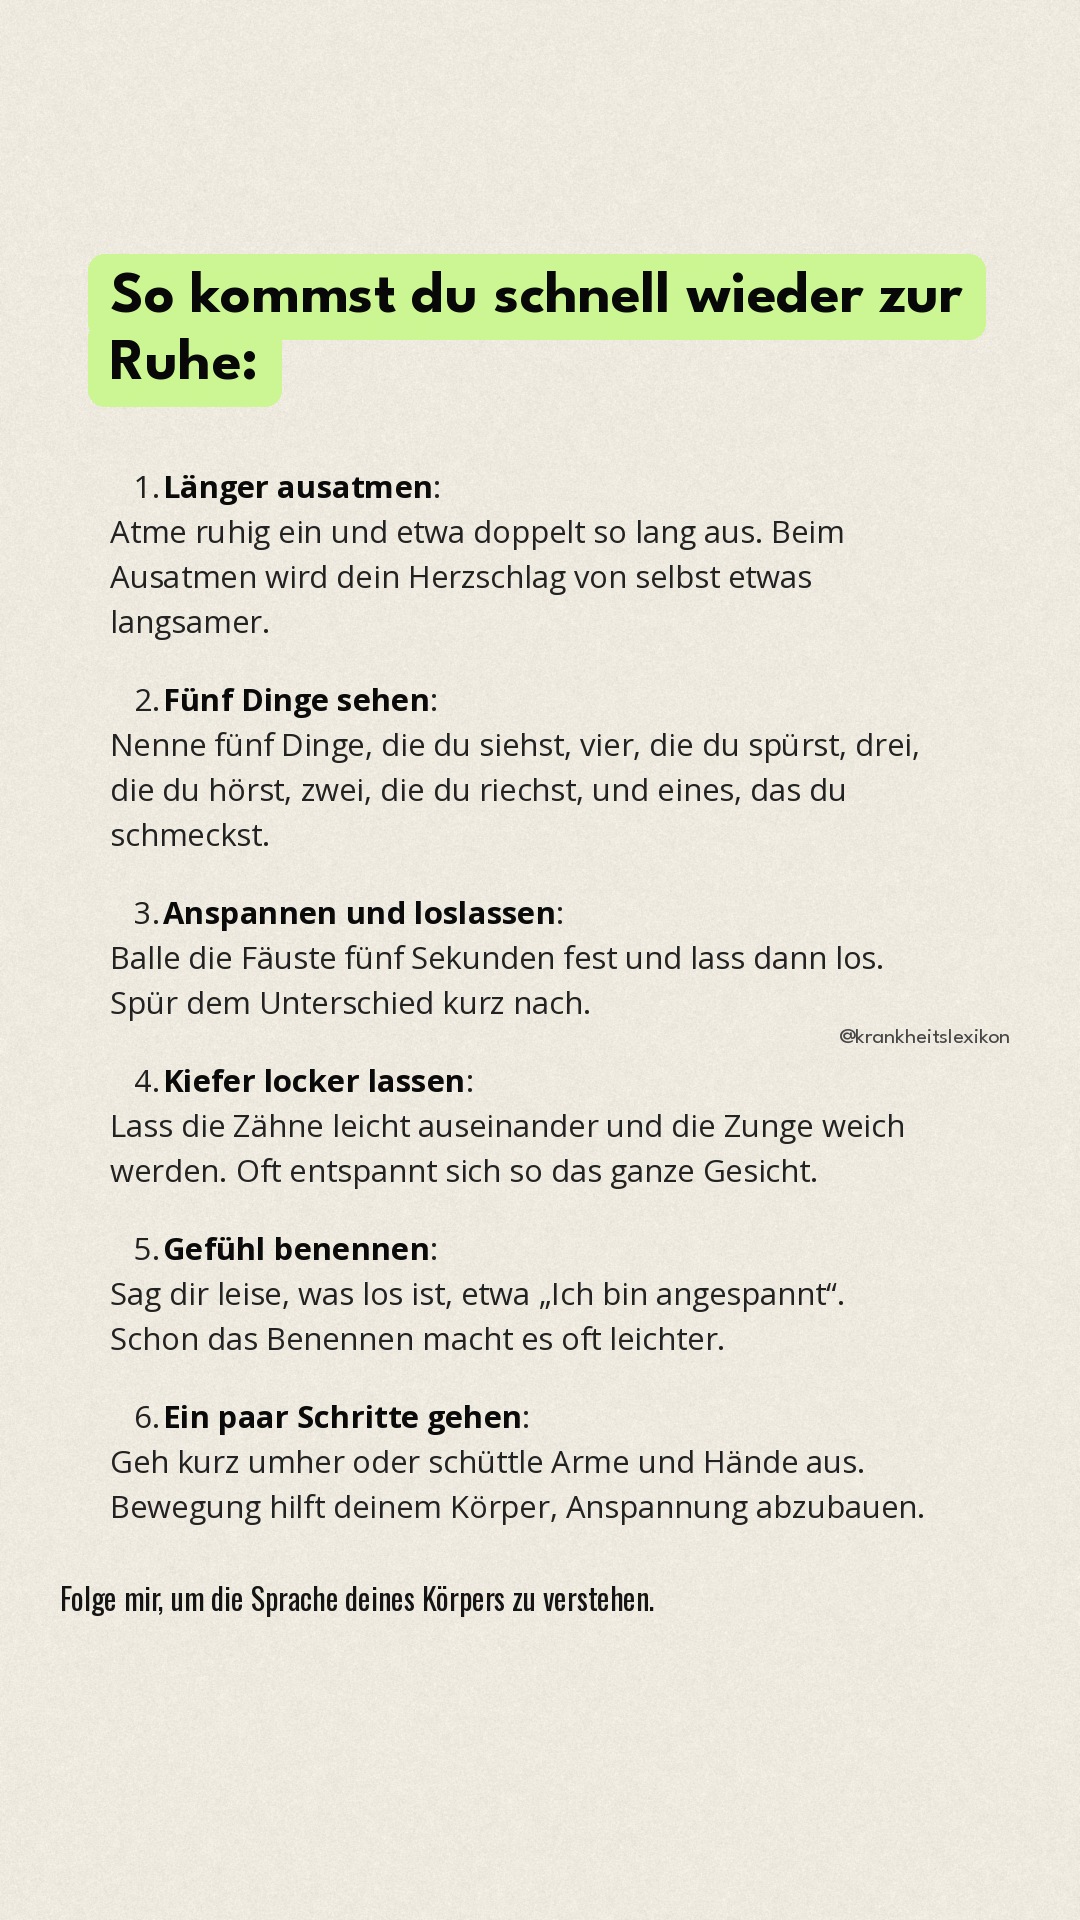 So kommst du schnell wieder zur
Ruhe:
1. Länger ausatmen:
Atme ruhig ein und etwa doppelt so lang aus. Beim
Ausatmen wird dein Herzschlag von selbst etwas
langsamer.
2. Fünf Dinge sehen:
Nenne fünf Dinge, die du siehst, vier, die du spürst, drei,
die du hörst, zwei, die du riechst, und eines, das du
schmeckst.
3. Anspannen und loslassen:
Balle die Fäuste fünf Sekunden fest und lass dann los.
Spür dem Unterschied kurz nach.
@krankheitslexikon
4. Kiefer locker lassen:
Lass die Zähne leicht auseinander und die Zunge weich
werden. Oft entspannt sich so das ganze Gesicht.
5. Gefühl benennen:
Sag dir leise, was los ist, etwa „Ich bin angespannt“.
Schon das Benennen macht es oft leichter.
6. Ein paar Schritte gehen:
Geh kurz umher oder schüttle Arme und Hände aus.
Bewegung hilft deinem Körper, Anspannung abzubauen.
Folge mir, um die Sprache deines Körpers zu verstehen.